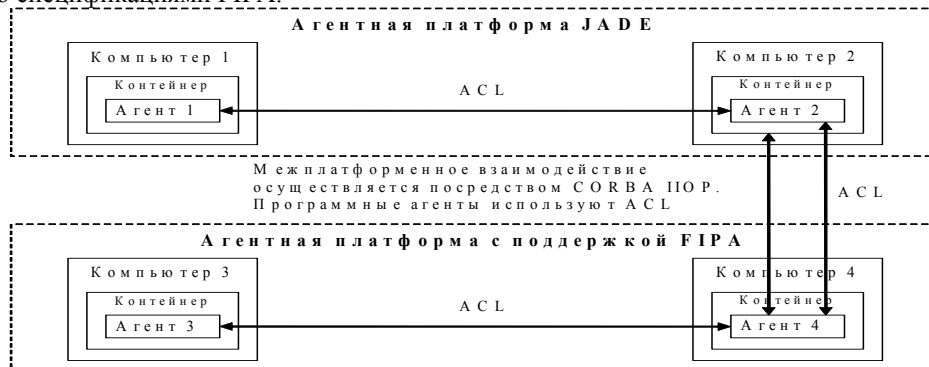 о спецификациями FIPA.
Агентная платформа JADE
Компьютер 1
Компьютер 2
Контейнер
Контейнер
ACL
Агент 1
Агент 2
Межплатформенное взаимодействие
осуществляется посредством CORBA IIOP.
Программные агенты используют ACL
ACL
Агентная платформа с поддержкой FIPA
Компьютер 3
Компьютер 4
Контейнер
Контейнер
ACL
Агент 3
Агент 4